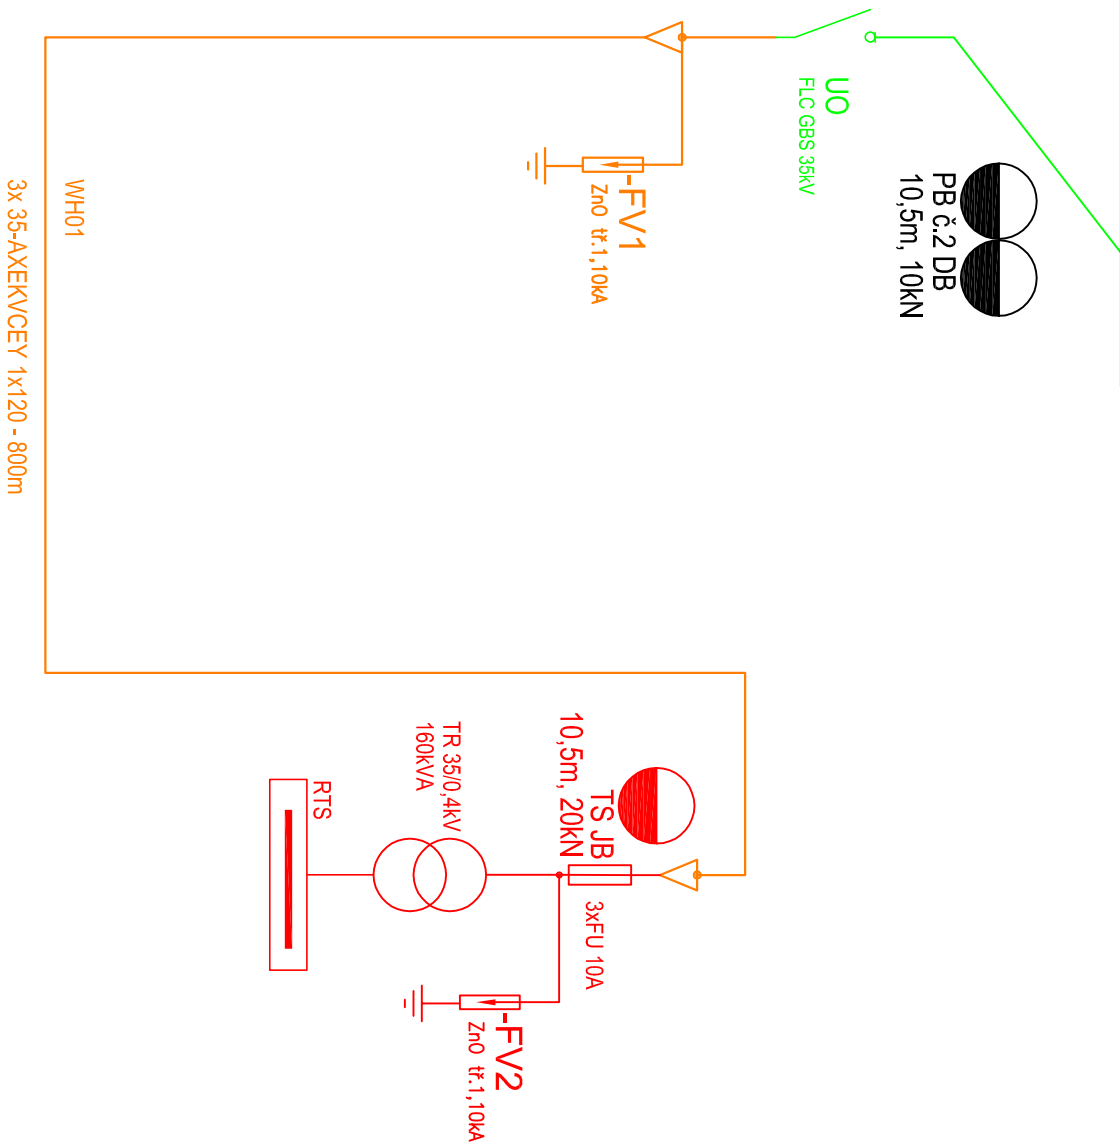 UO
FLC GBS 35kV
PB č.2 DB
10,5m, 10kN
-FV1
ZnO tř.1,10kA
WH01
3x 35-AXEKVCEY 1x120 - 800m
TS JB
10,5m, 20kN
3xFU 10A
TR 35/0,4kV
160kVA
RTS
-FV2
ZnO tř.1,10kA